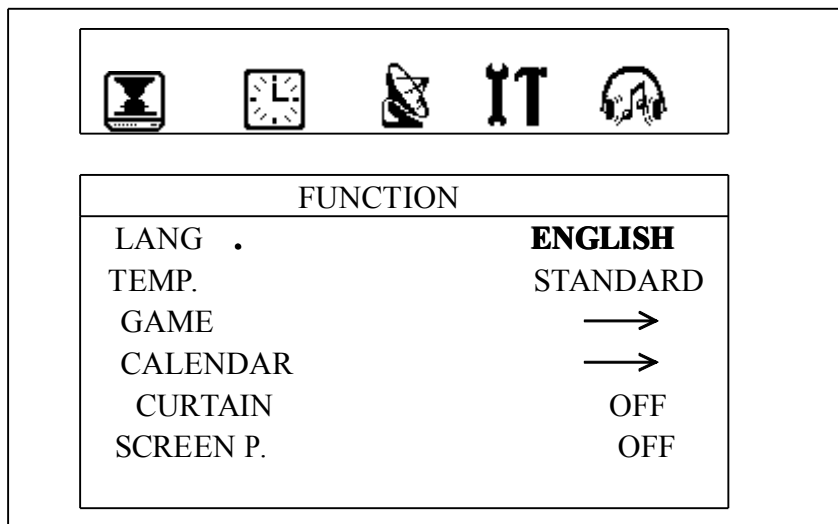 FUNCTION
LANG . ENGLISH
TEMP. STANDARD
GAME →
CALENDAR →
CURTAIN OFF
SCREEN P. OFF